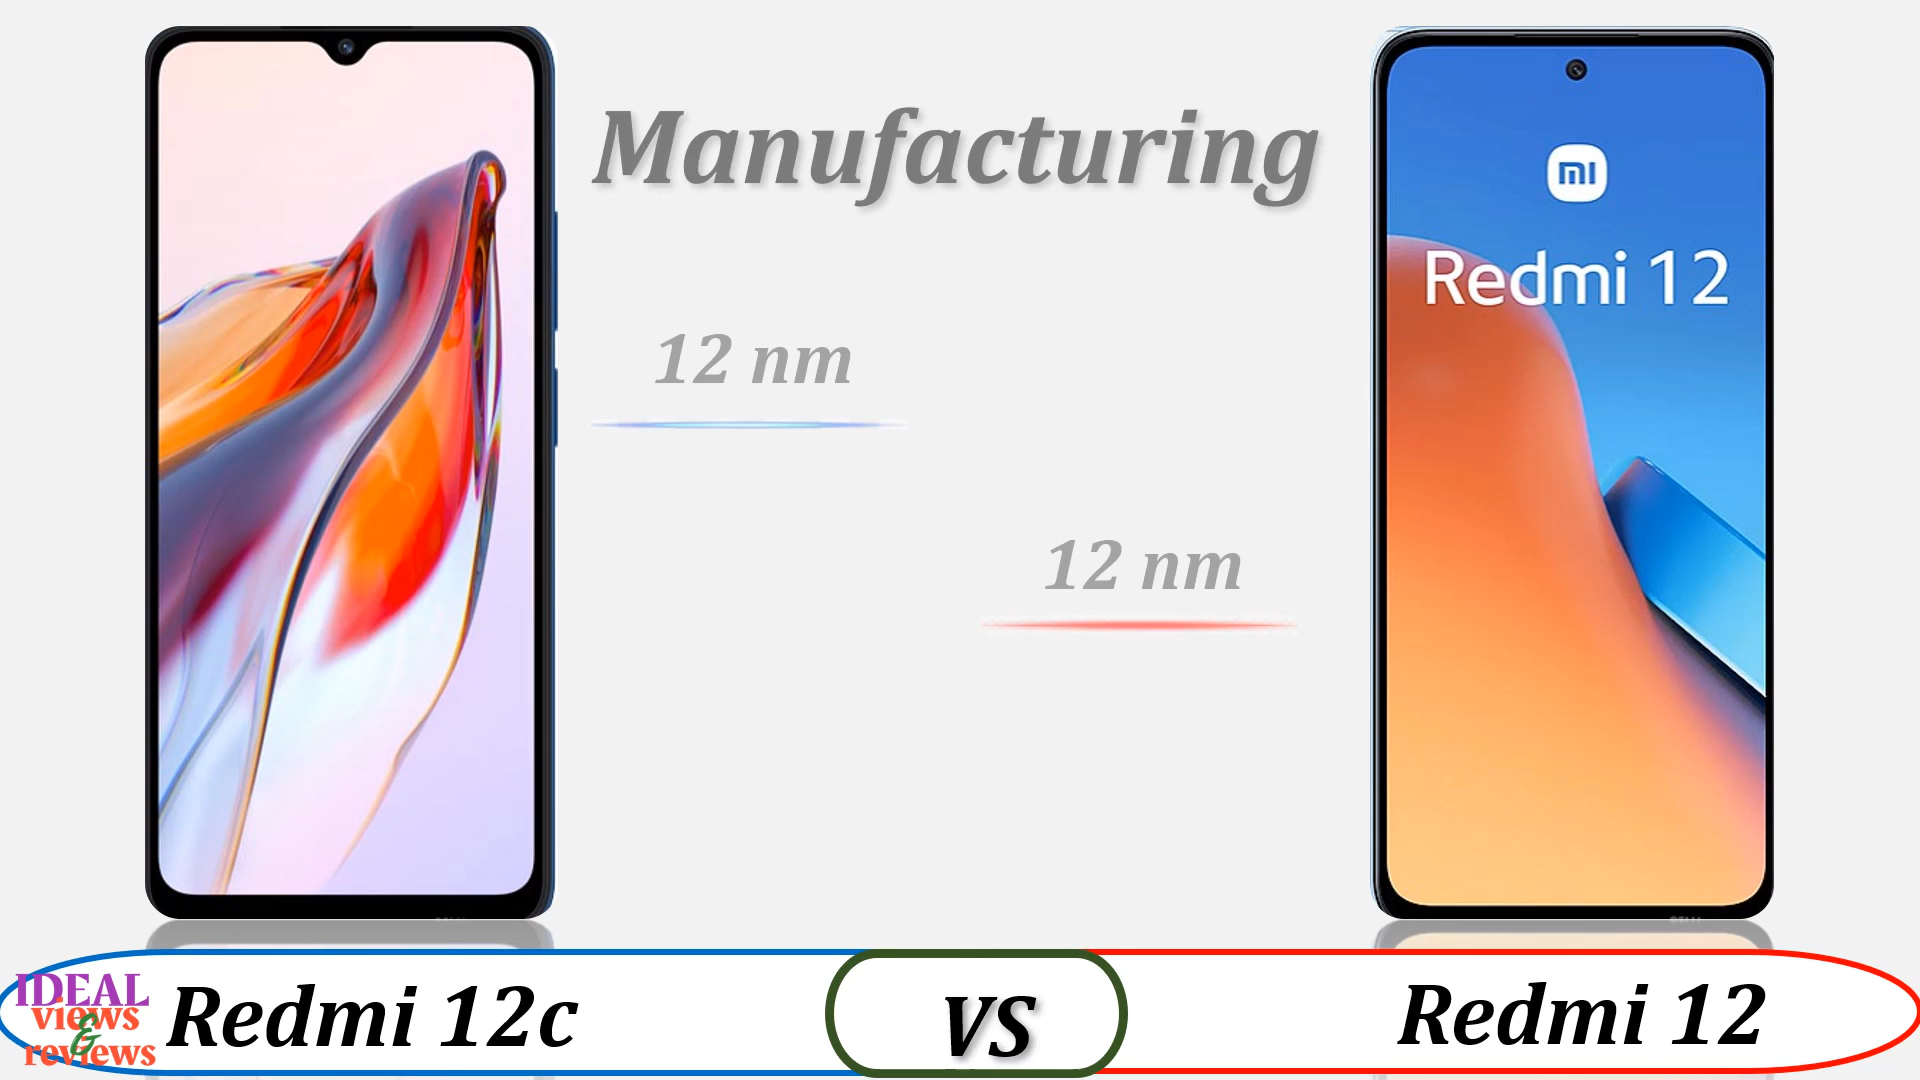 Manufacturing
mi
Redmi 12
12 nm
12 nm
IDEAL
views
&
reviews
Redmi 12c
VS
Redmi 12